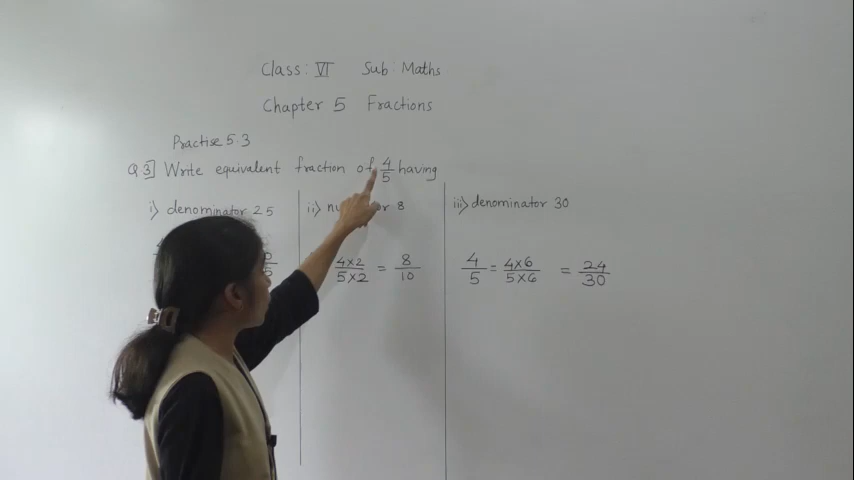 Class: VI Sub: Maths
Chapter 5 Fractions
Practise 5.3
Q 3] Write equivalent fraction of 4/5 having
i) denominator 25
ii) 8
4×2/5×2 = 8/10
iii) denominator 30
4/5 = 4×6/5×6 = 24/30